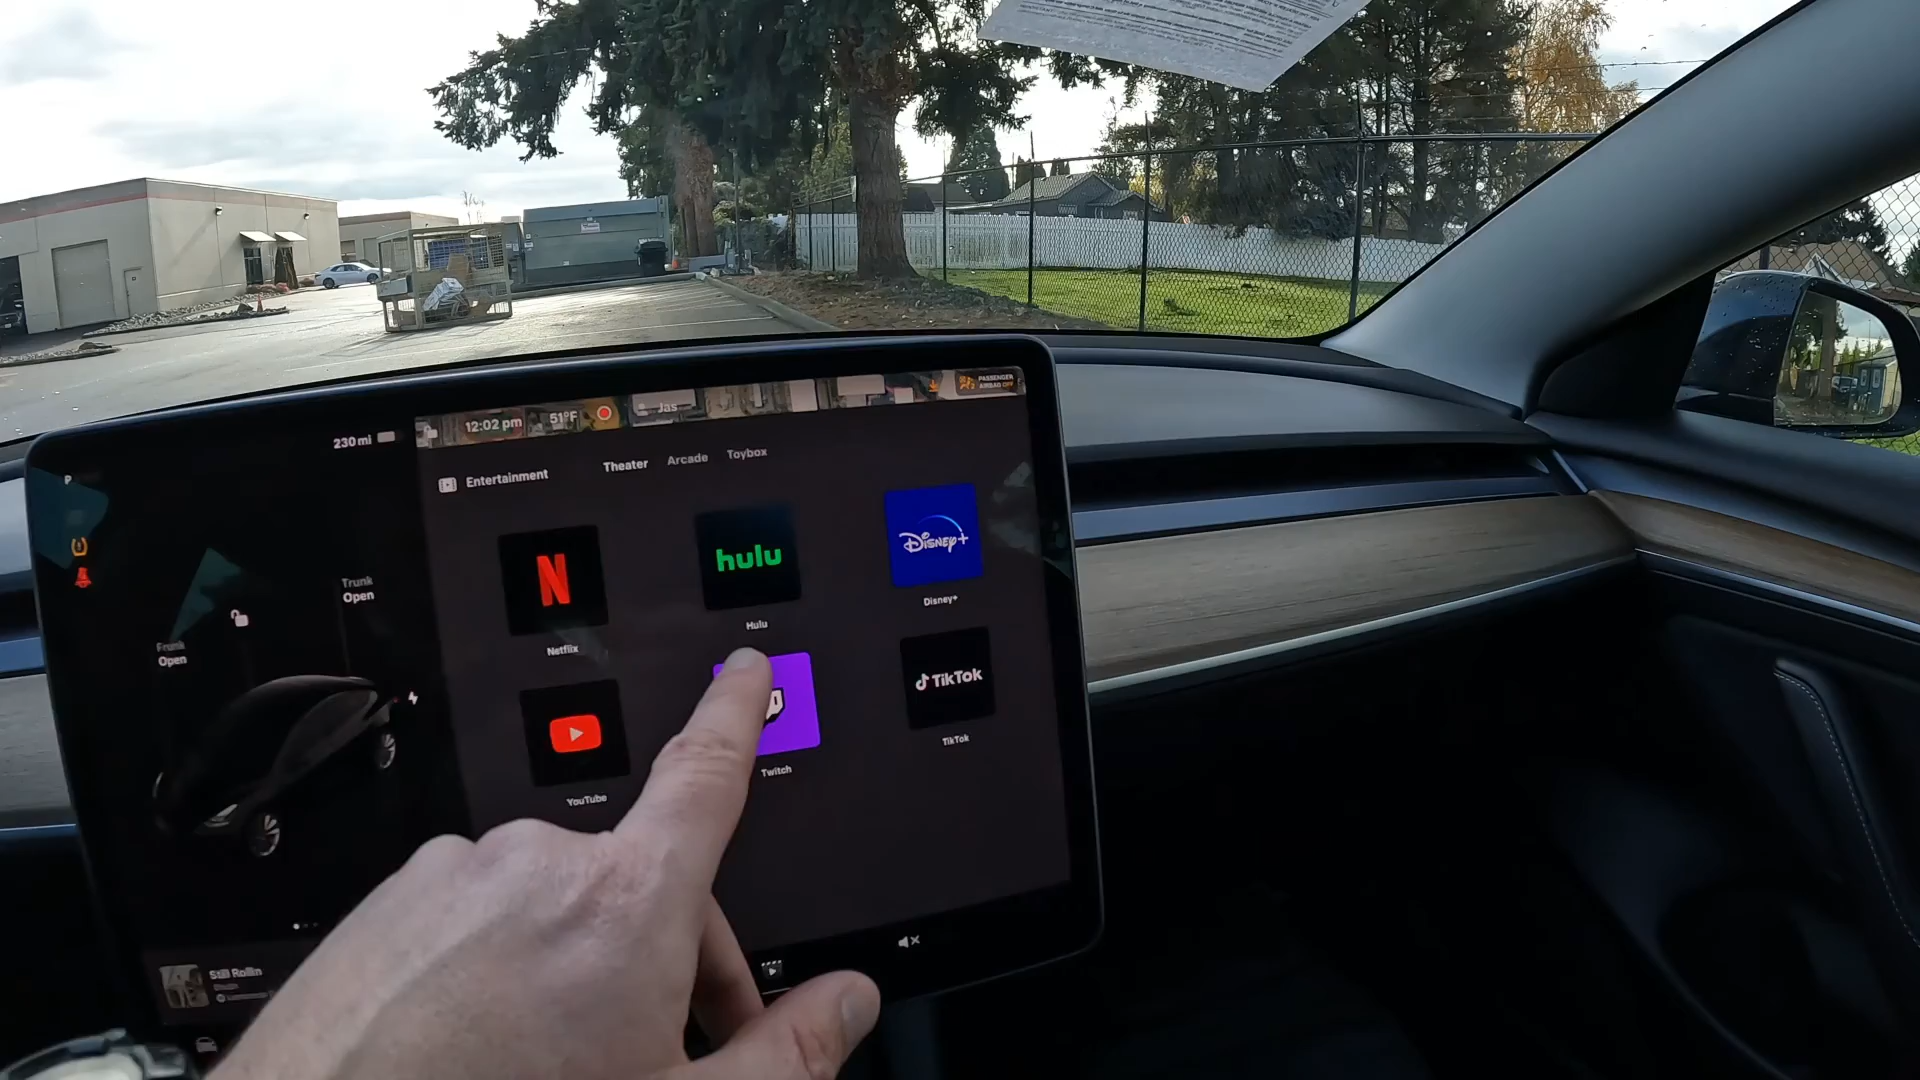 P
230 mi
12:02 pm
51°F
Jas
PASSENGER
AIRBAG OFF
Entertainment
Theater
Arcade
Toybox
Trunk
Open
Frunk
Open
N
Netflix
hulu
Hulu
Disney+
Disney+
YouTube
Twitch
TikTok
TikTok
Still Rollin